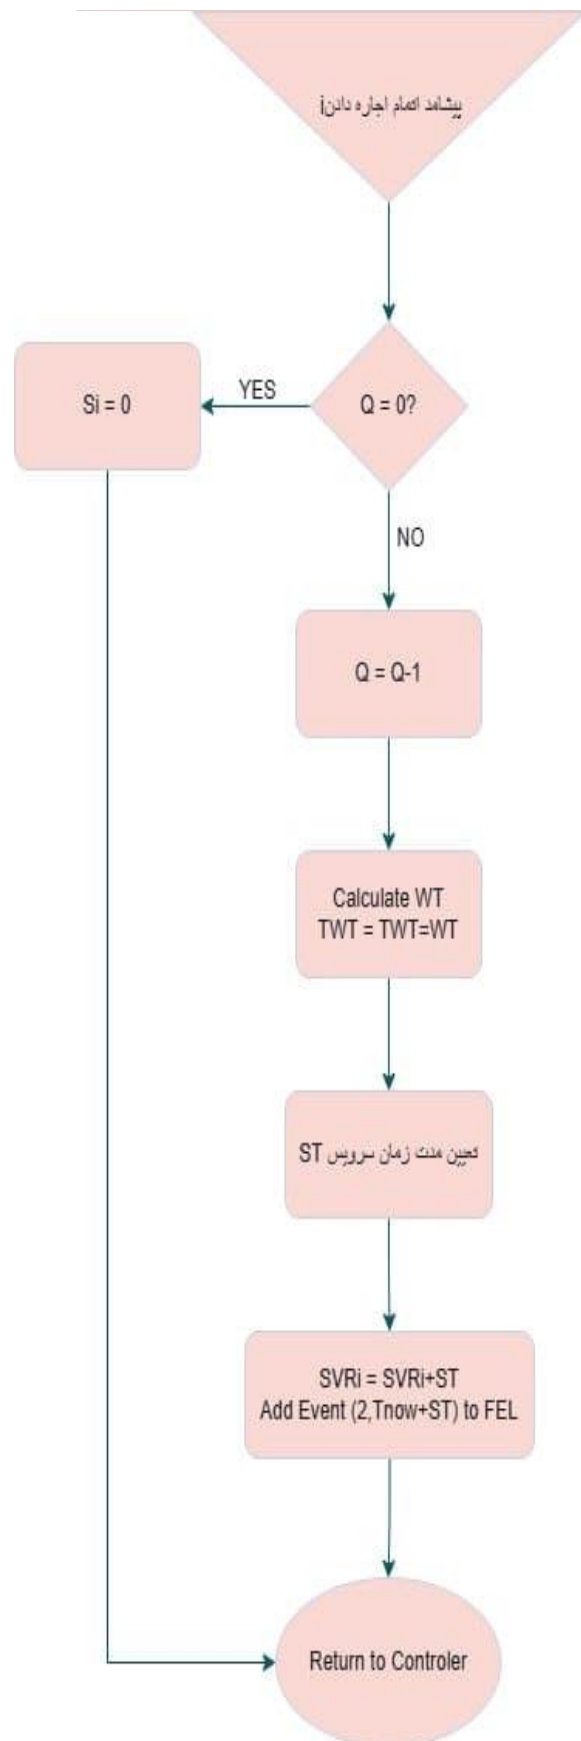 پیشامد اتمام اجاره دادن i
Q = 0?
YES
Si = 0
NO
Q = Q-1
Calculate WT
TWT = TWT=WT
تعیین مدت زمان سرویس ST
SVRi = SVRi+ST
Add Event (2,Tnow+ST) to FEL
Return to Controler